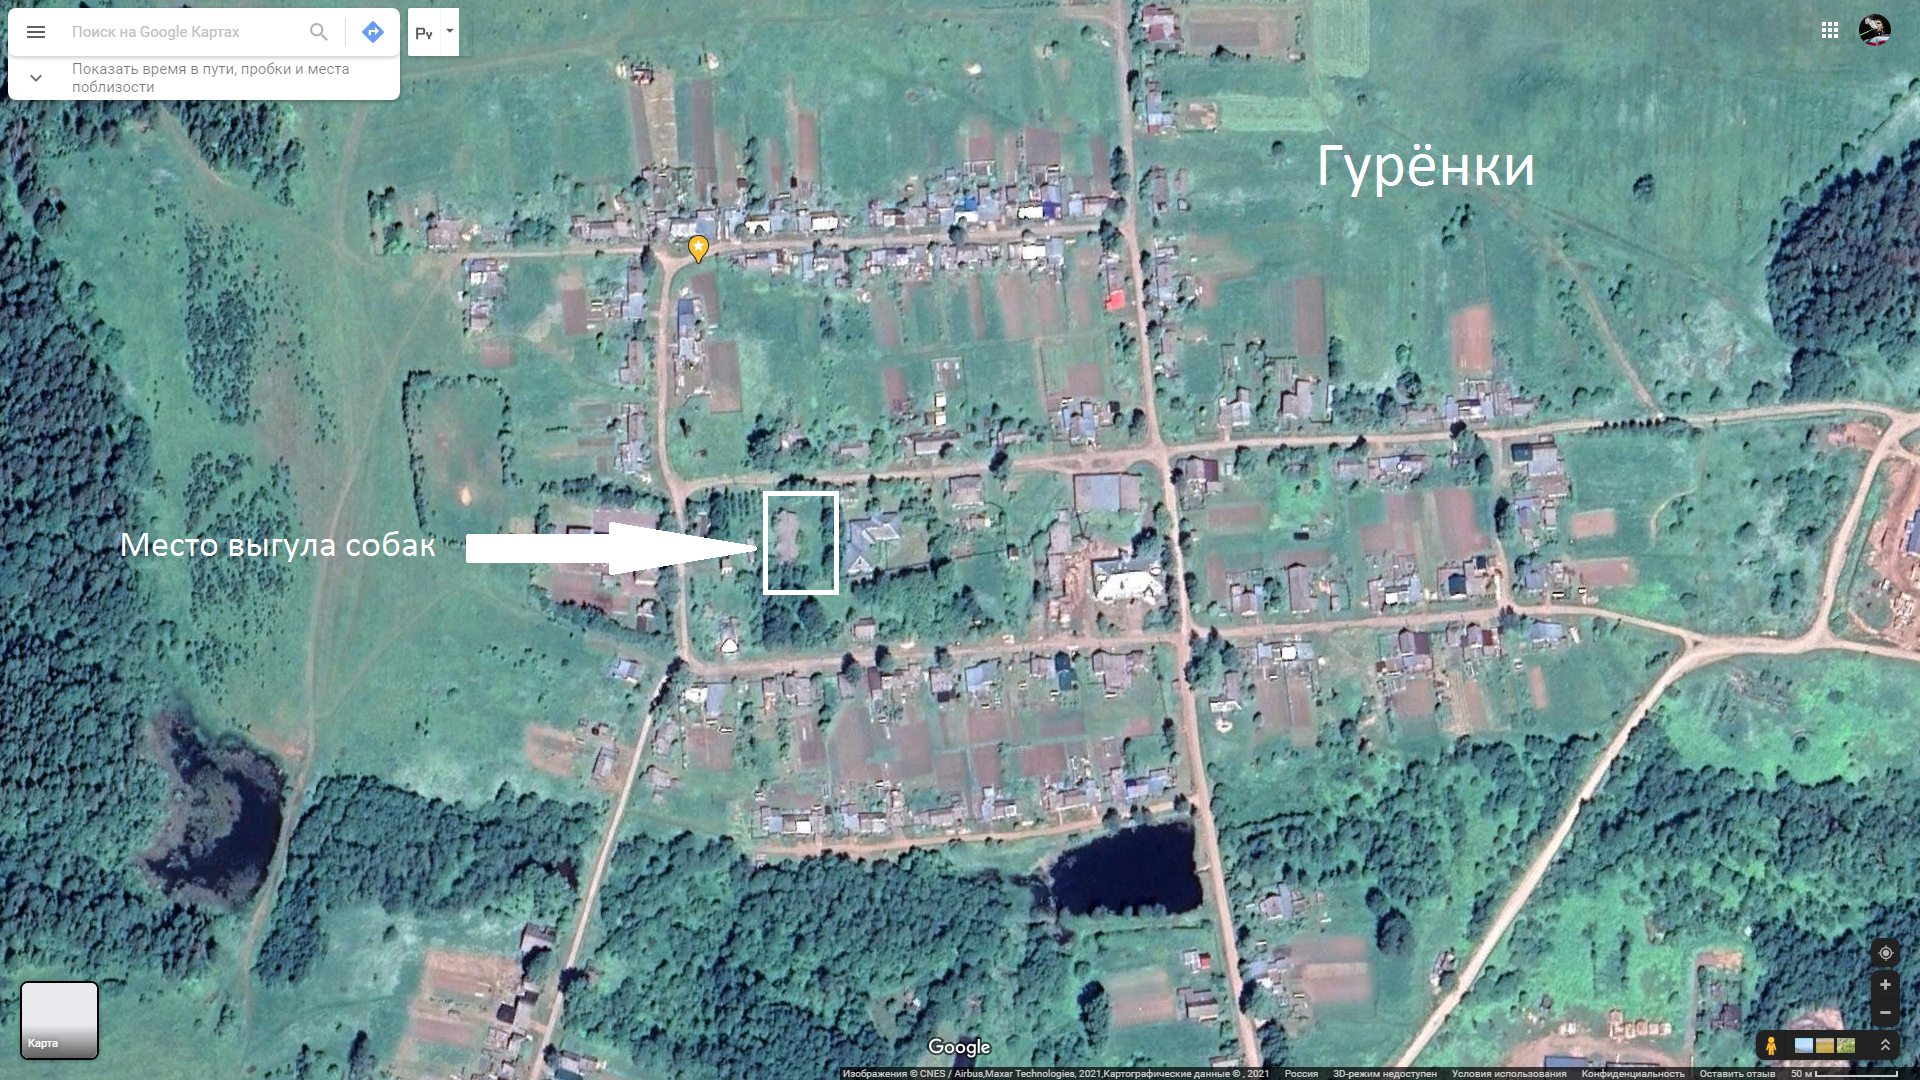 Поиск на Google Картах
Ру
Показать время в пути, пробки и места
поблизости
Гурёнки
Место выгула собак
Карта
Google
Изображения © CNES / Airbus,Maxar Technologies, 2021,Картографические данные © , 2021 Россия 3D-режим недоступен Условия использования Конфиденциальность Оставить отзыв 50 м